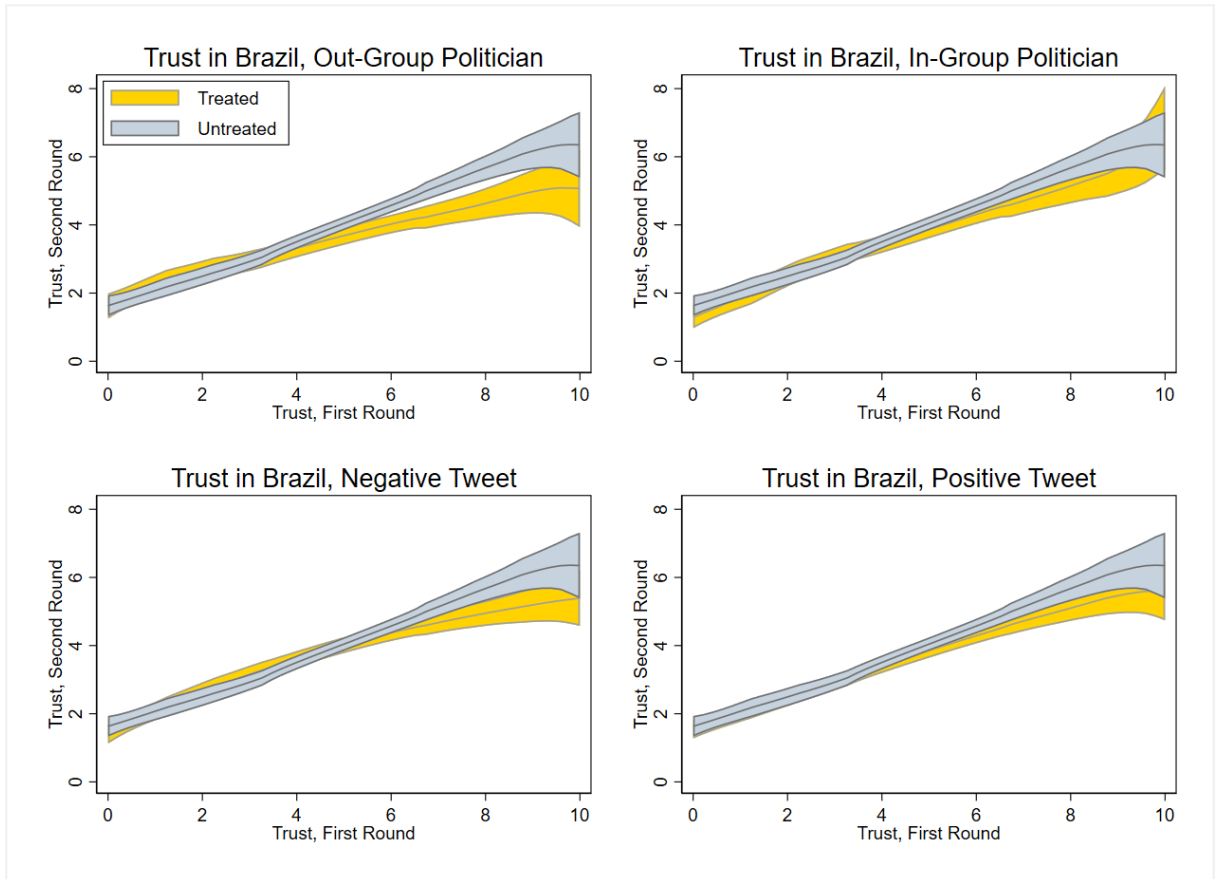 Trust in Brazil, Out-Group Politician
Treated
Untreated
Trust, Second Round
8
6
4
2
0
0 2 4 6 8 10
Trust, First Round
Trust in Brazil, In-Group Politician
Trust, Second Round
8
6
4
2
0
0 2 4 6 8 10
Trust, First Round
Trust in Brazil, Negative Tweet
Trust, Second Round
8
6
4
2
0
0 2 4 6 8 10
Trust, First Round
Trust in Brazil, Positive Tweet
Trust, Second Round
8
6
4
2
0
0 2 4 6 8 10
Trust, First Round